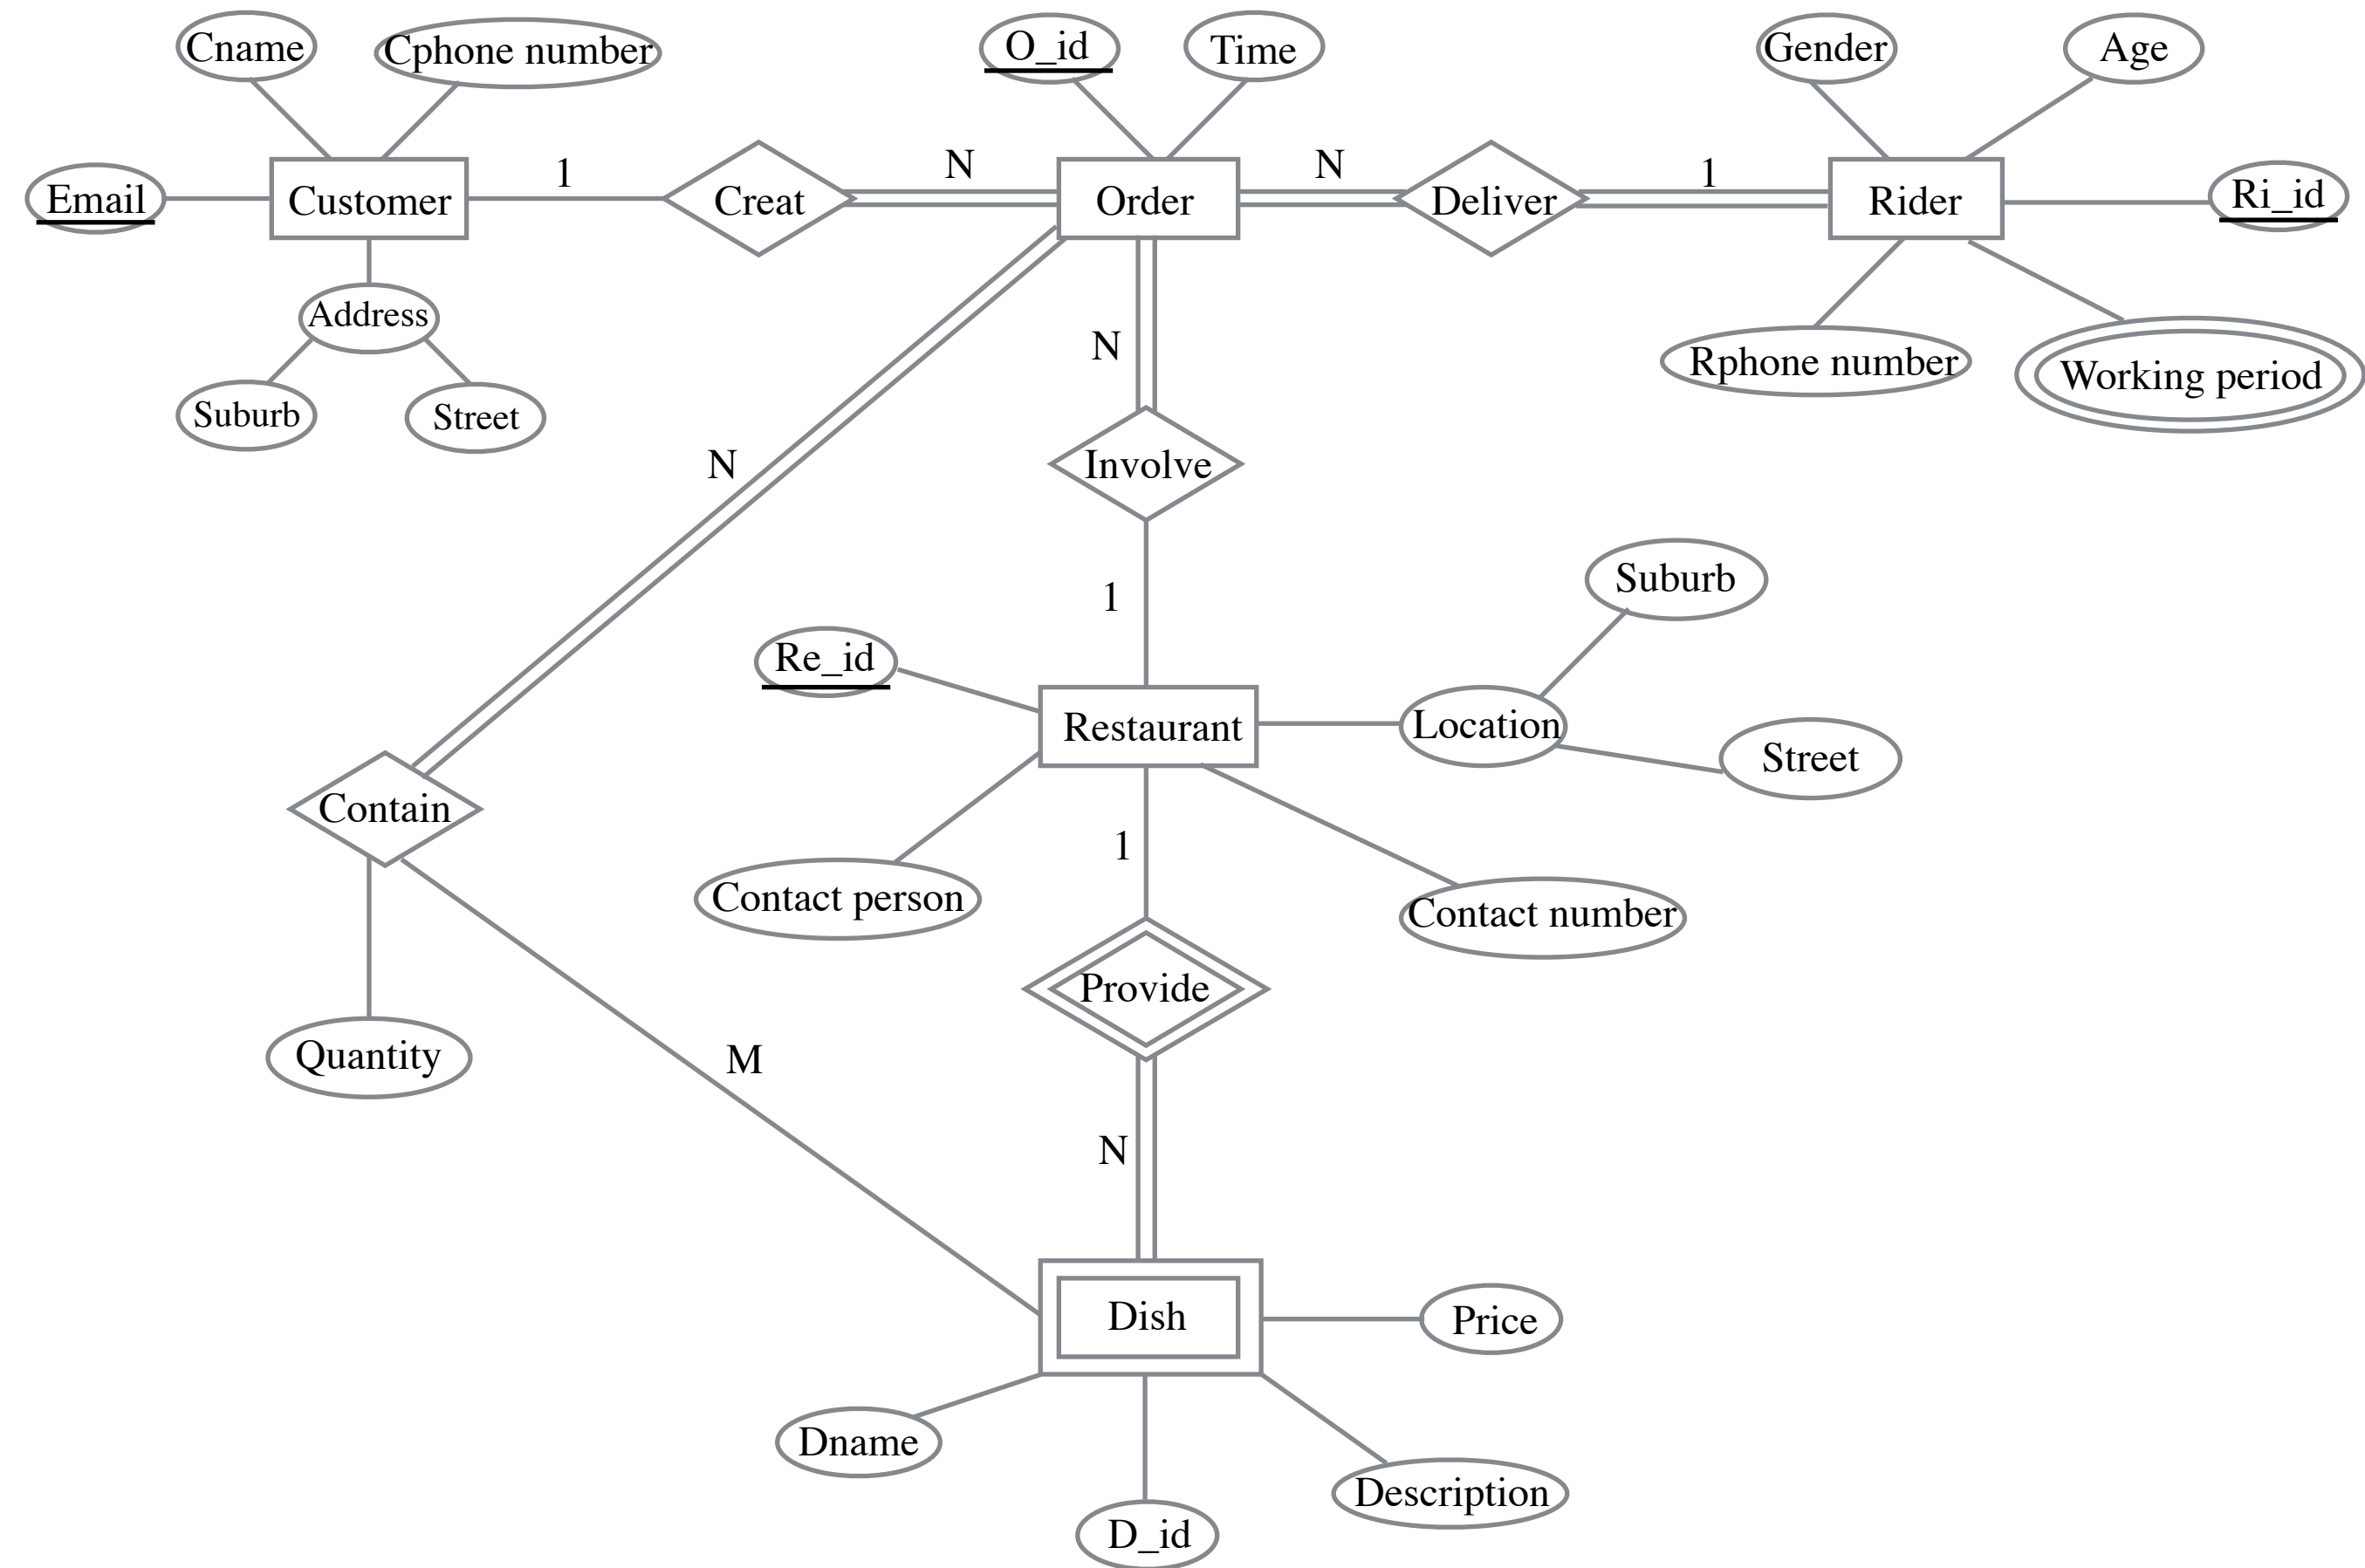 Cname
Cphone number
O_id
Time
Gender
Age
Email
Customer
1
Creat
N
Order
N
Deliver
1
Rider
Ri_id
Address
Suburb
Street
N
Rphone number
Working period
N
Involve
1
Suburb
Re_id
Restaurant
Location
Street
Contain
1
Contact person
Contact number
Provide
Quantity
M
N
Dish
Price
Dname
Description
D_id